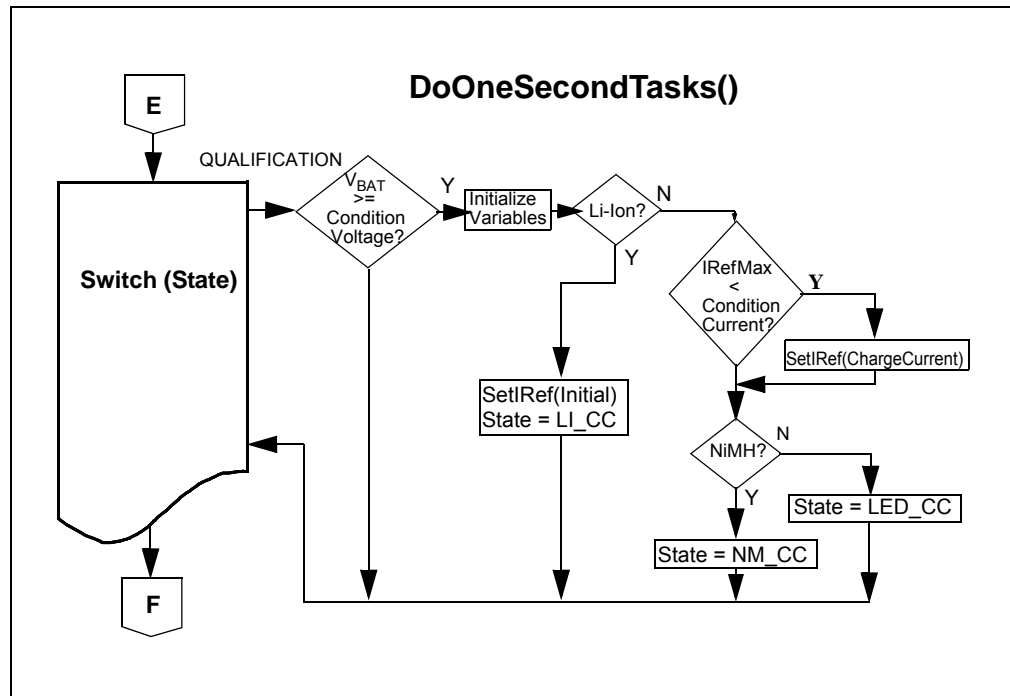 DoOneSecondTasks()
E
QUALIFICATION
VBAT
>=
Condition
Voltage?
Y
Initialize
Variables
Li-Ion?
N
Y
Switch (State)
IRefMax
<
Condition
Current?
Y
SetIRef(ChargeCurrent)
SetIRef(Initial)
State = LI_CC
NiMH?
N
Y
State = LED_CC
State = NM_CC
F